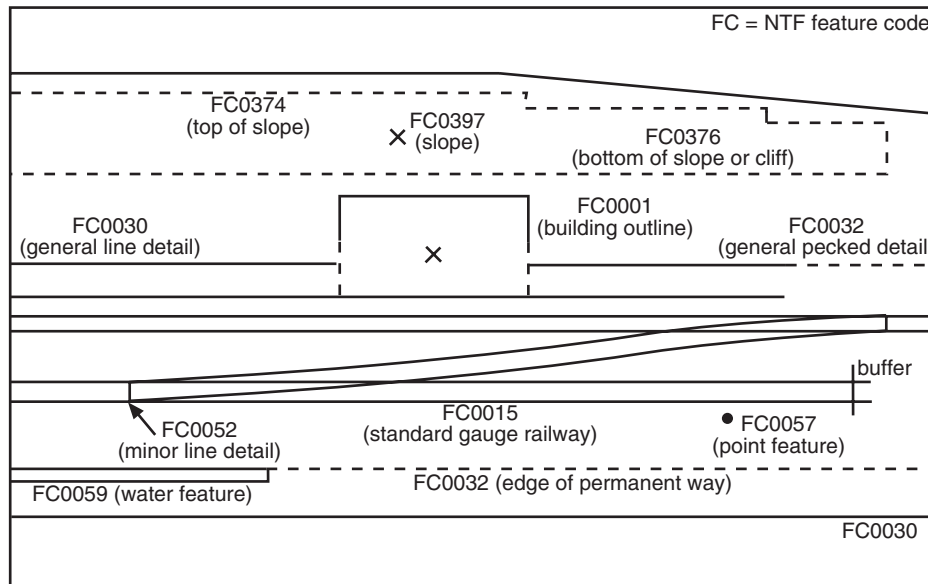 FC = NTF feature code
FC0374
(top of slope)
FC0397
(slope)
FC0376
(bottom of slope or cliff)
FC0030
(general line detail)
FC0001
(building outline)
FC0032
(general pecked detail
buffer
FC0052
(minor line detail)
FC0015
(standard gauge railway)
FC0057
(point feature)
FC0059 (water feature)
FC0032 (edge of permanent way)
FC0030